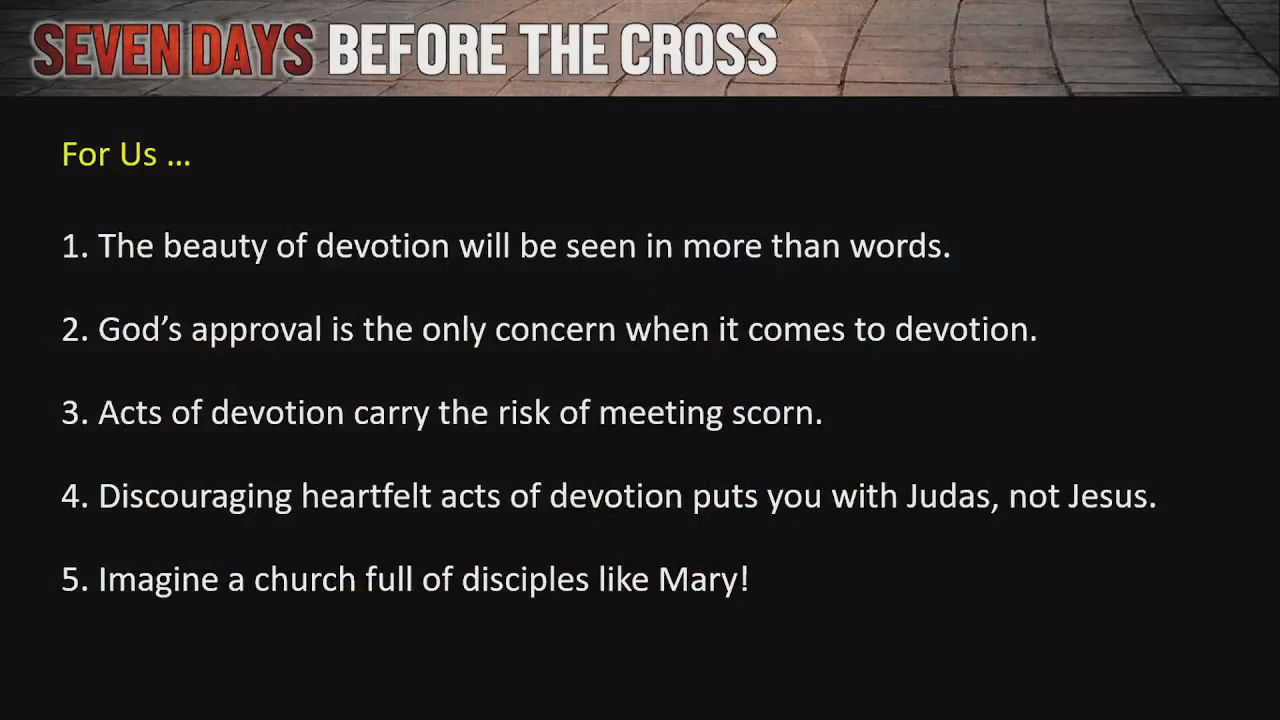 SEVEN DAYS BEFORE THE CROSS
For Us ...
1. The beauty of devotion will be seen in more than words.
2. God’s approval is the only concern when it comes to devotion.
3. Acts of devotion carry the risk of meeting scorn.
4. Discouraging heartfelt acts of devotion puts you with Judas, not Jesus.
5. Imagine a church full of disciples like Mary!